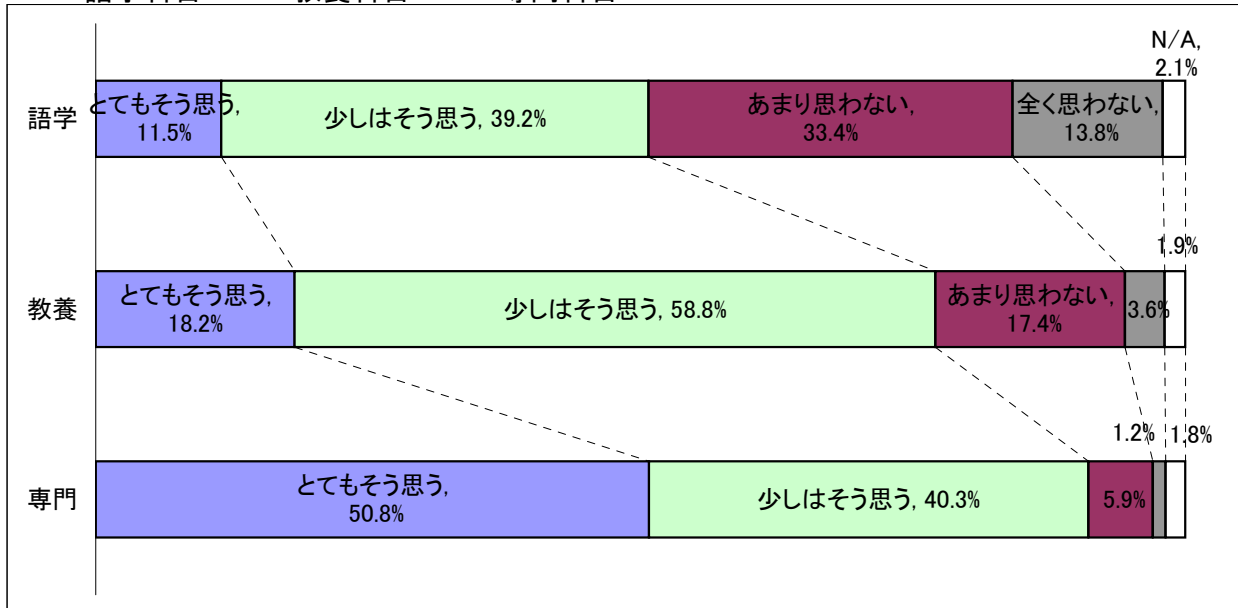 N/A,
2.1%
語学
とてもそう思う,
11.5%
少しはそう思う, 39.2%
あまり思わない,
33.4%
全く思わない,
13.8%
1.9%
教養
とてもそう思う,
18.2%
少しはそう思う, 58.8%
あまり思わない,
17.4%
3.6%
1.2%
1.8%
専門
とてもそう思う,
50.8%
少しはそう思う, 40.3%
5.9%